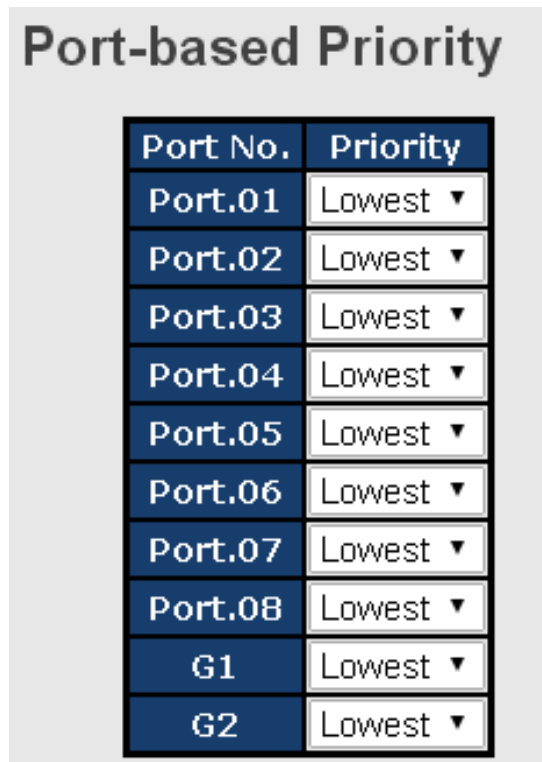 Port-based Priority
Port No. Priority
Port.01 Lowest
Port.02 Lowest
Port.03 Lowest
Port.04 Lowest
Port.05 Lowest
Port.06 Lowest
Port.07 Lowest
Port.08 Lowest
G1 Lowest
G2 Lowest